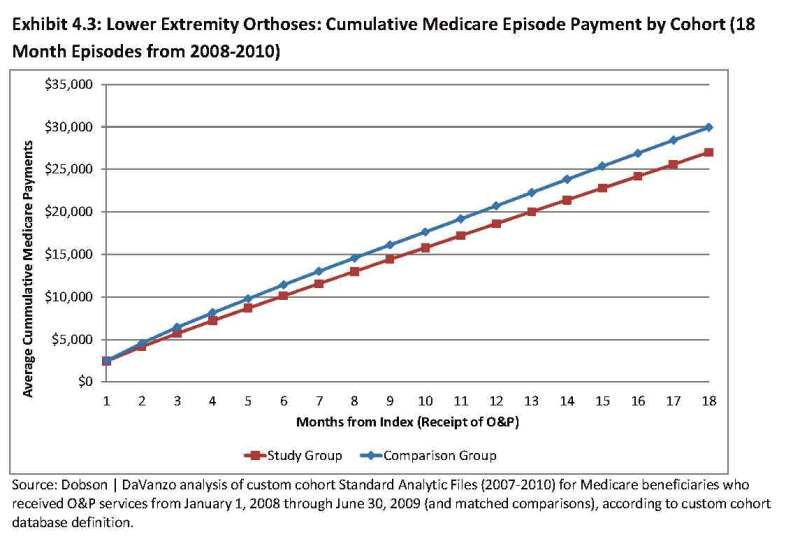 Exhibit 4.3: Lower Extremity Orthoses: Cumulative Medicare Episode Payment by Cohort (18
Month Episodes from 2008-2010)
$35,000
$30,000
$25,000
$20,000
$15,000
$10,000
$5,000
$0
Average Cummulative Medicare Payments
1 2 3 4 5 6 7 8 9 10 11 12 13 14 15 16 17 18
Months from Index (Receipt of O&P)
Study Group Comparison Group
Source: Dobson | DaVanzo analysis of custom cohort Standard Analytic Files (2007-2010) for Medicare beneficiaries who
received O&P services from January 1, 2008 through June 30, 2009 (and matched comparisons), according to custom cohort
database definition.